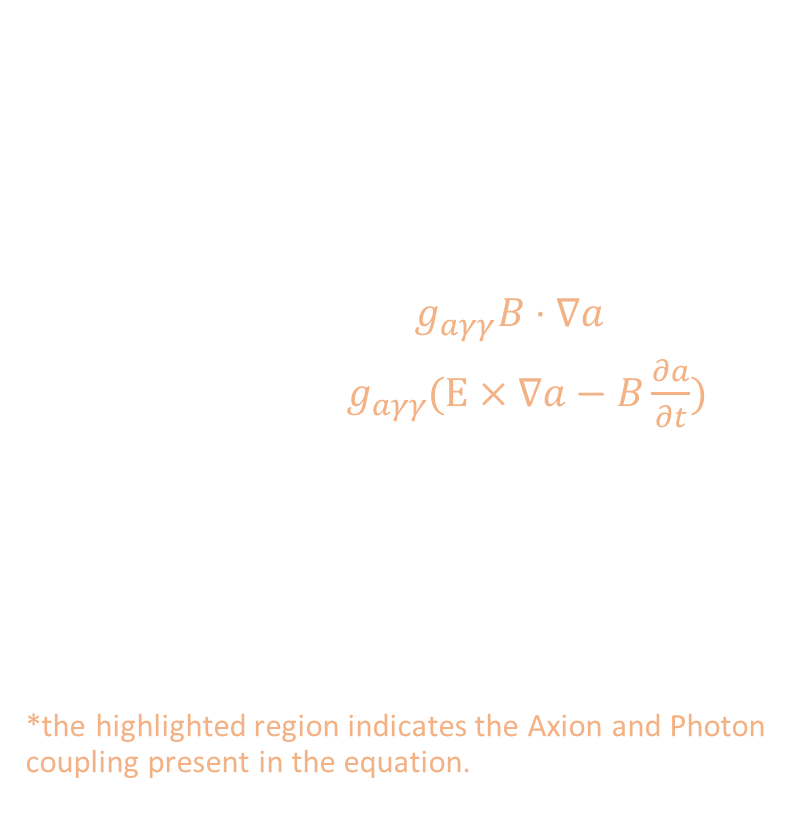 g_{aγγ}B · ∇a
g_{aγγ}(E × ∇a − B ∂a/∂t)
*the highlighted region indicates the Axion and Photon
coupling present in the equation.